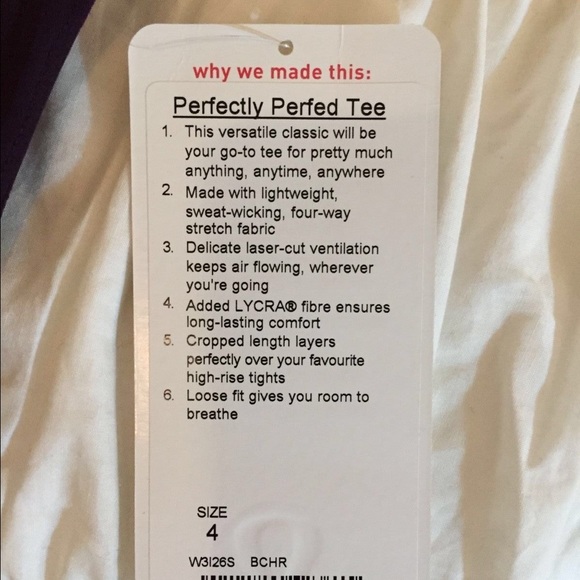 why we made this:
Perfectly Perfed Tee
1. This versatile classic will be
your go-to tee for pretty much
anything, anytime, anywhere
2. Made with lightweight,
sweat-wicking, four-way
stretch fabric
3. Delicate laser-cut ventilation
keeps air flowing, wherever
you're going
4. Added LYCRA® fibre ensures
long-lasting comfort
5. Cropped length layers
perfectly over your favourite
high-rise tights
6. Loose fit gives you room to
breathe
SIZE
4
W3I26S BCHR